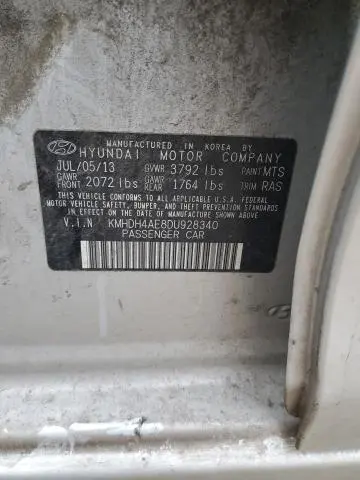 MANUFACTURED IN KOREA BY
HYUNDAI MOTOR COMPANY
JUL/05/13 GVWR 3792 lbs PAINT MTS
GAWR FRONT 2072 lbs GAWR REAR 1764 lbs TRIM RAS
THIS VEHICLE CONFORMS TO ALL APPLICABLE U.S.A. FEDERAL
MOTOR VEHICLE SAFETY, BUMPER, AND THEFT PREVENTION
STANDARDS IN EFFECT ON THE DATE OF MANUFACTURE SHOWN ABOVE.
V.I.N KMHDH4AE8DU928340
PASSENGER CAR